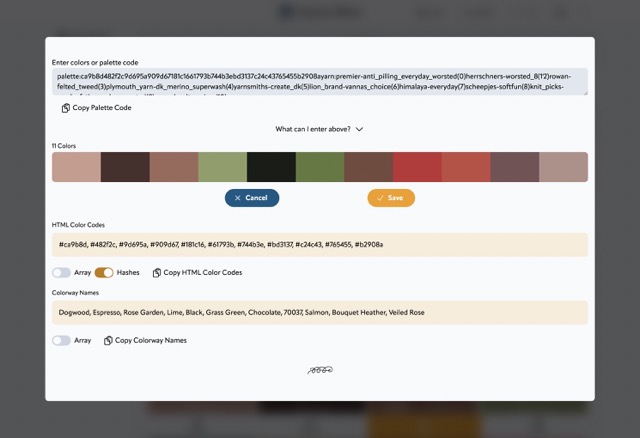 Enter colors or palette code
palette:ca9b8d482f2c9d695a909d67181c1661793b744b3ebd3137c24c43765455b2908ayarn:premier-anti_pilling_everyday_worsted(0)herrschners-worsted_8(12)rowan-
felted_tweed(3)plymouth_yarn-dk_merino_superwash(4)yarnsmiths-create_dk(5)lion_brand-vannas_choice(6)himalaya-everyday(7)scheepjes-softfun(8)knit_picks-
Copy Palette Code
What can I enter above?
11 Colors
Cancel
Save
HTML Color Codes
#ca9b8d, #482f2c, #9d695a, #909d67, #181c16, #61793b, #744b3e, #bd3137, #c24c43, #765455, #b2908a
Array
Hashes
Copy HTML Color Codes
Colorway Names
Dogwood, Espresso, Rose Garden, Lime, Black, Grass Green, Chocolate, 70037, Salmon, Bouquet Heather, Veiled Rose
Array
Copy Colorway Names